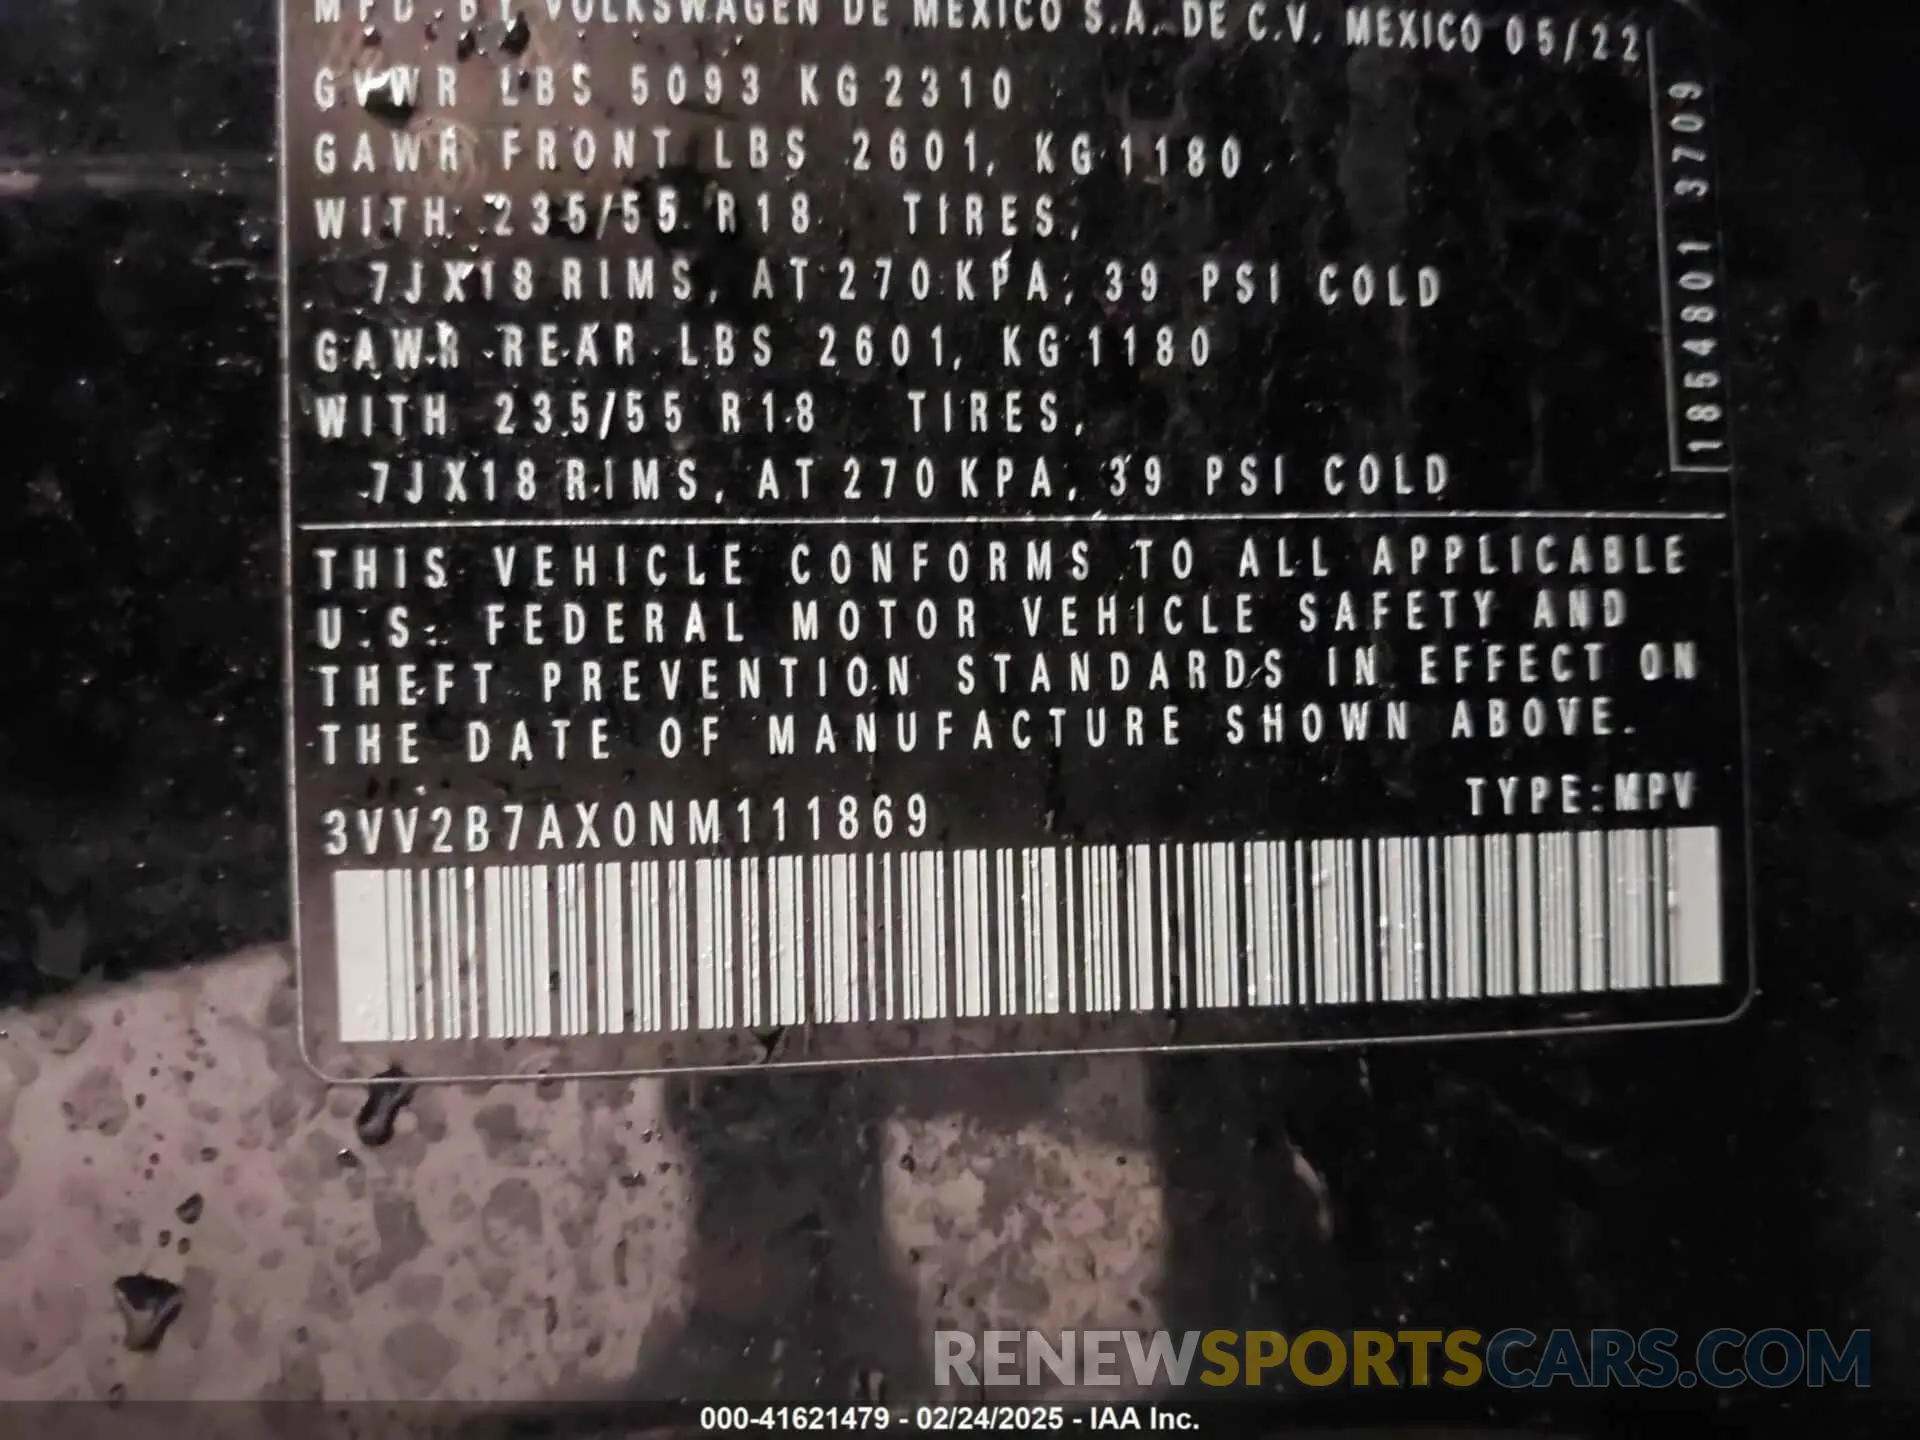 MFD. BY VOLKSWAGEN DE MEXICO S.A. DE C.V. MEXICO 05/22
GVWR LBS 5093 KG 2310
GAWR FRONT LBS 2601, KG 1180
WITH 235/55 R18 TIRES,
7JX18 RIMS, AT 270 KPA, 39 PSI COLD
GAWR REAR LBS 2601, KG 1180
WITH 235/55 R18 TIRES,
7JX18 RIMS, AT 270 KPA, 39 PSI COLD
1854801 3709
THIS VEHICLE CONFORMS TO ALL APPLICABLE
U.S. FEDERAL MOTOR VEHICLE SAFETY AND
THEFT PREVENTION STANDARDS IN EFFECT ON
THE DATE OF MANUFACTURE SHOWN ABOVE.
3VV2B7AX0NM111869
TYPE:MPV
RENEWSPORTSCARS.COM
000-41621479 - 02/24/2025 - IAA Inc.